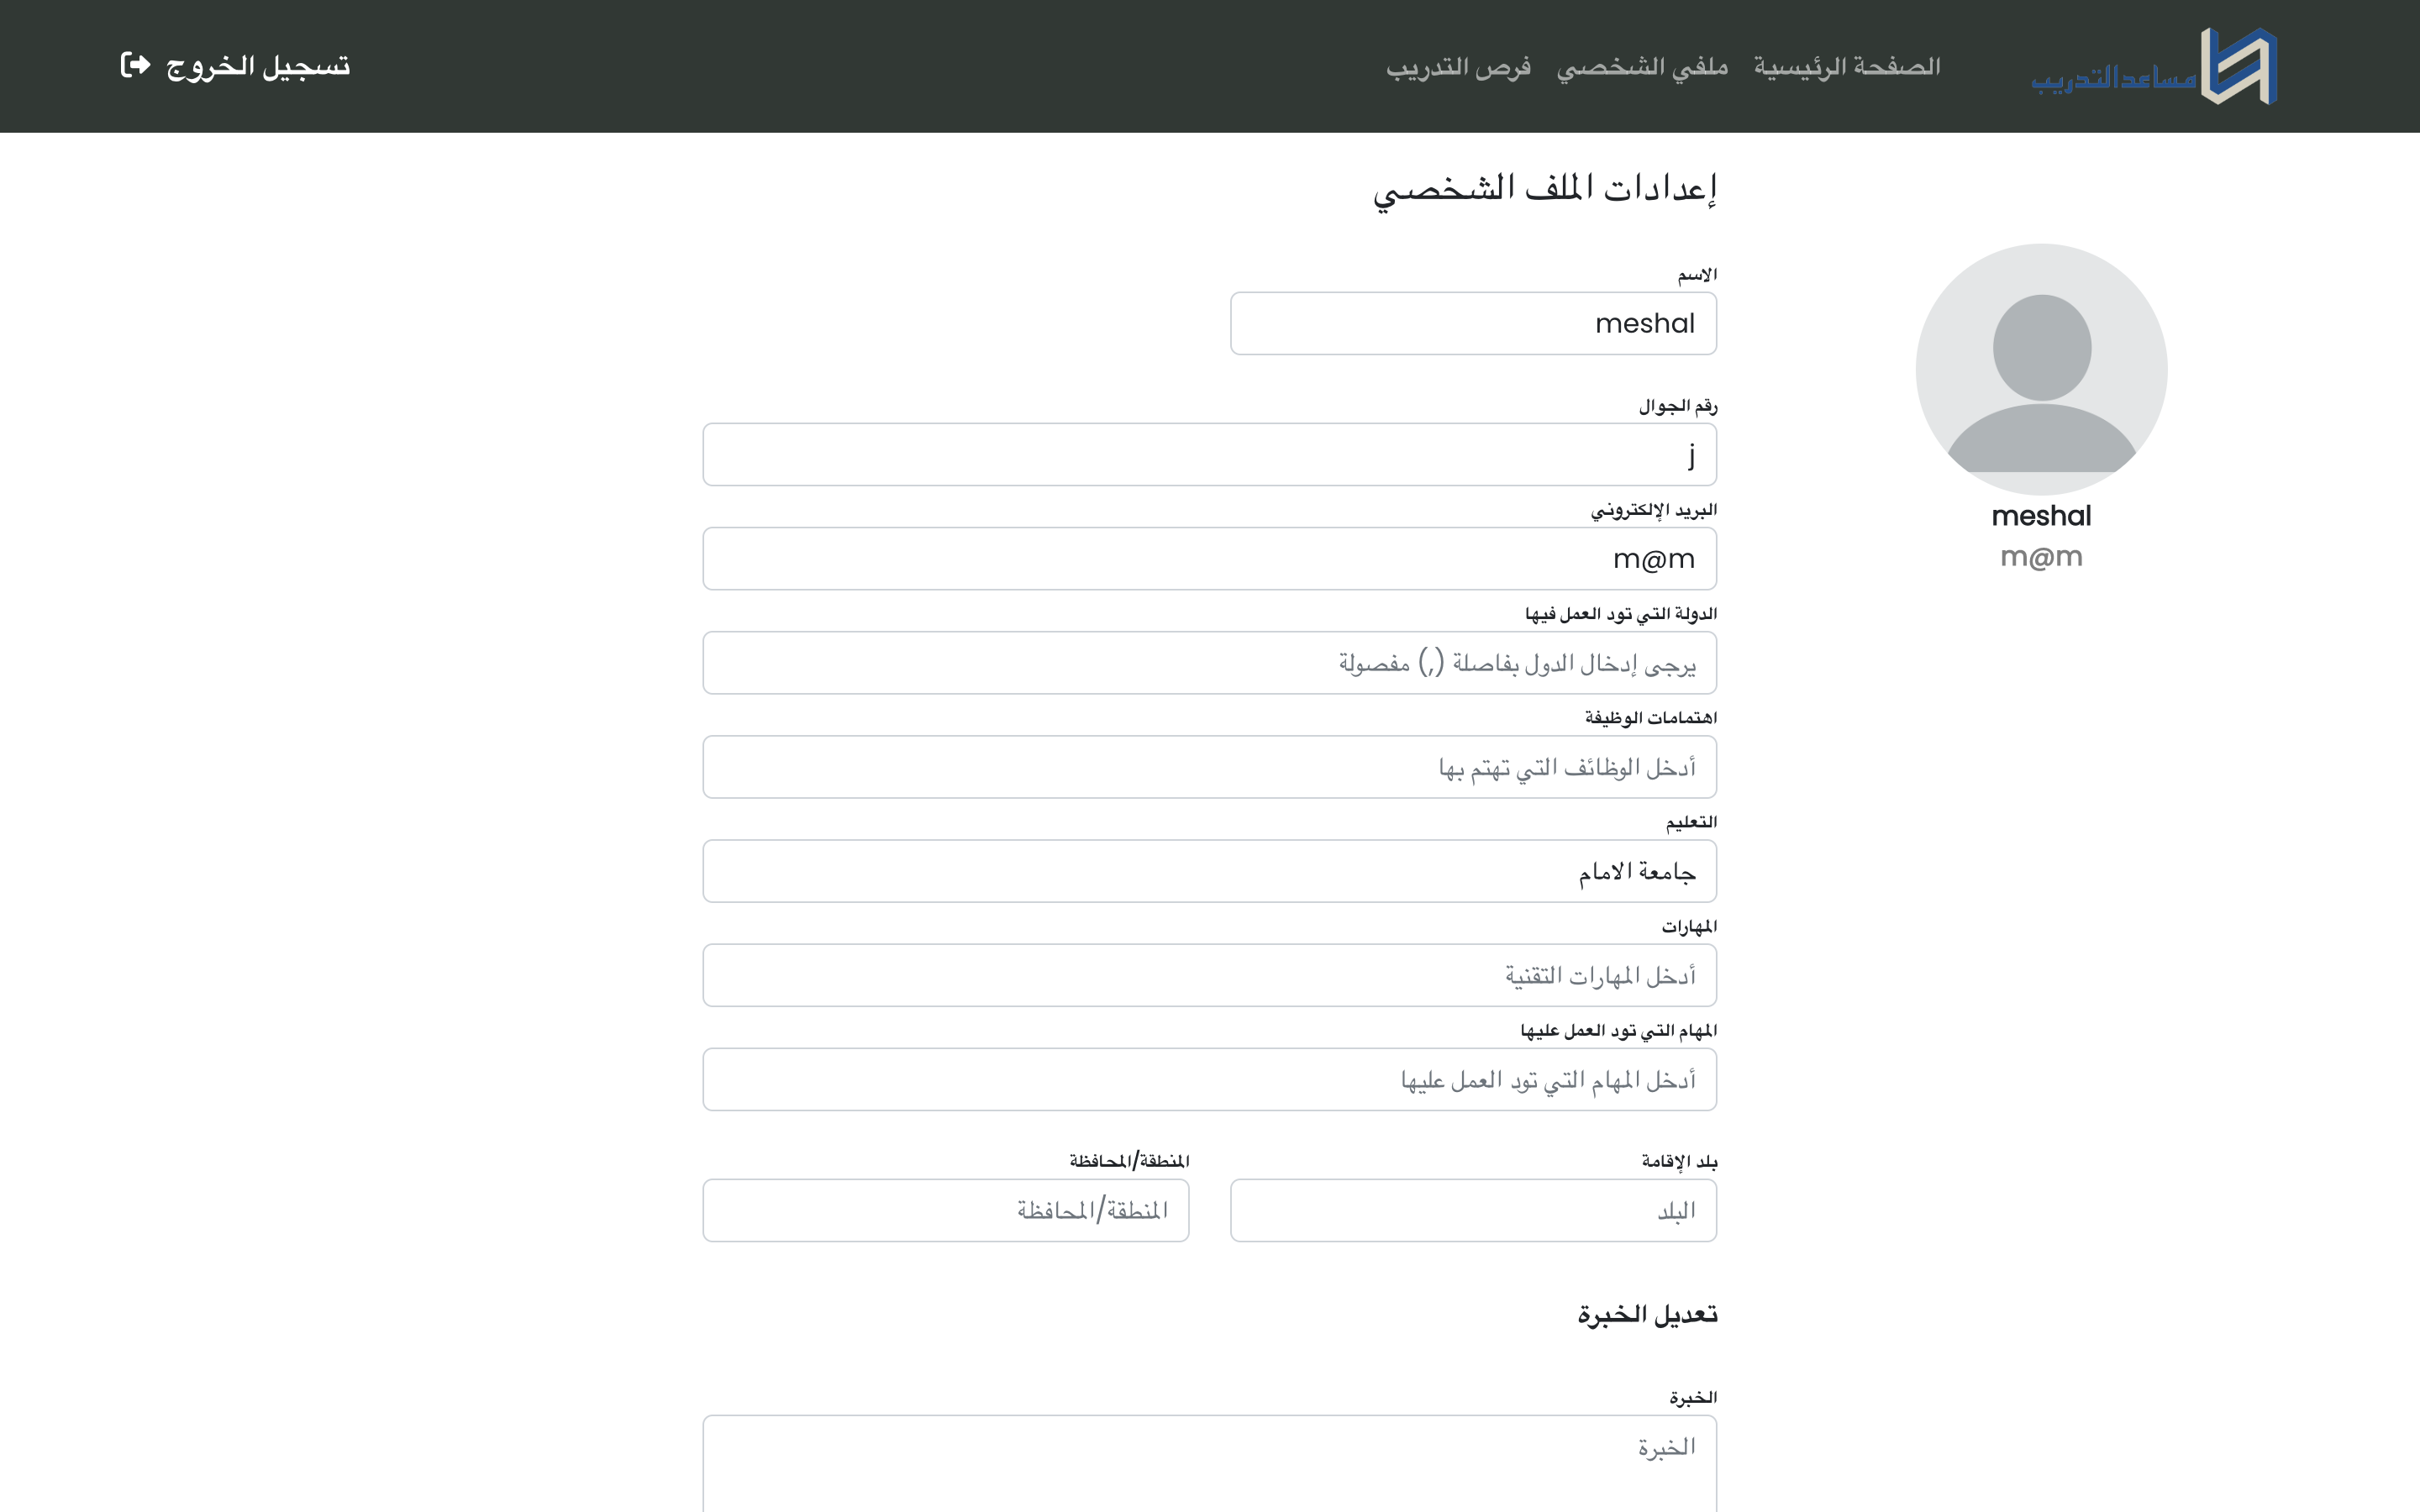 مساعد التدريب
الصفحة الرئيسية ملفي الشخصي فرص التدريب
تسجيل الخروج
meshal
m@m
إعدادات الملف الشخصي
الاسم
meshal
رقم الجوال
j
البريد الإلكتروني
m@m
الدولة التي تود العمل فيها
يرجى إدخال الدول بفاصلة (,) مفصولة
اهتمامات الوظيفة
أدخل الوظائف التي تهتم بها
التعليم
جامعة الامام
المهارات
أدخل المهارات التقنية
المهام التي تود العمل عليها
أدخل المهام التي تود العمل عليها
بلد الإقامة
البلد
المنطقة/المحافظة
المنطقة/المحافظة
تعديل الخبرة
الخبرة
الخبرة